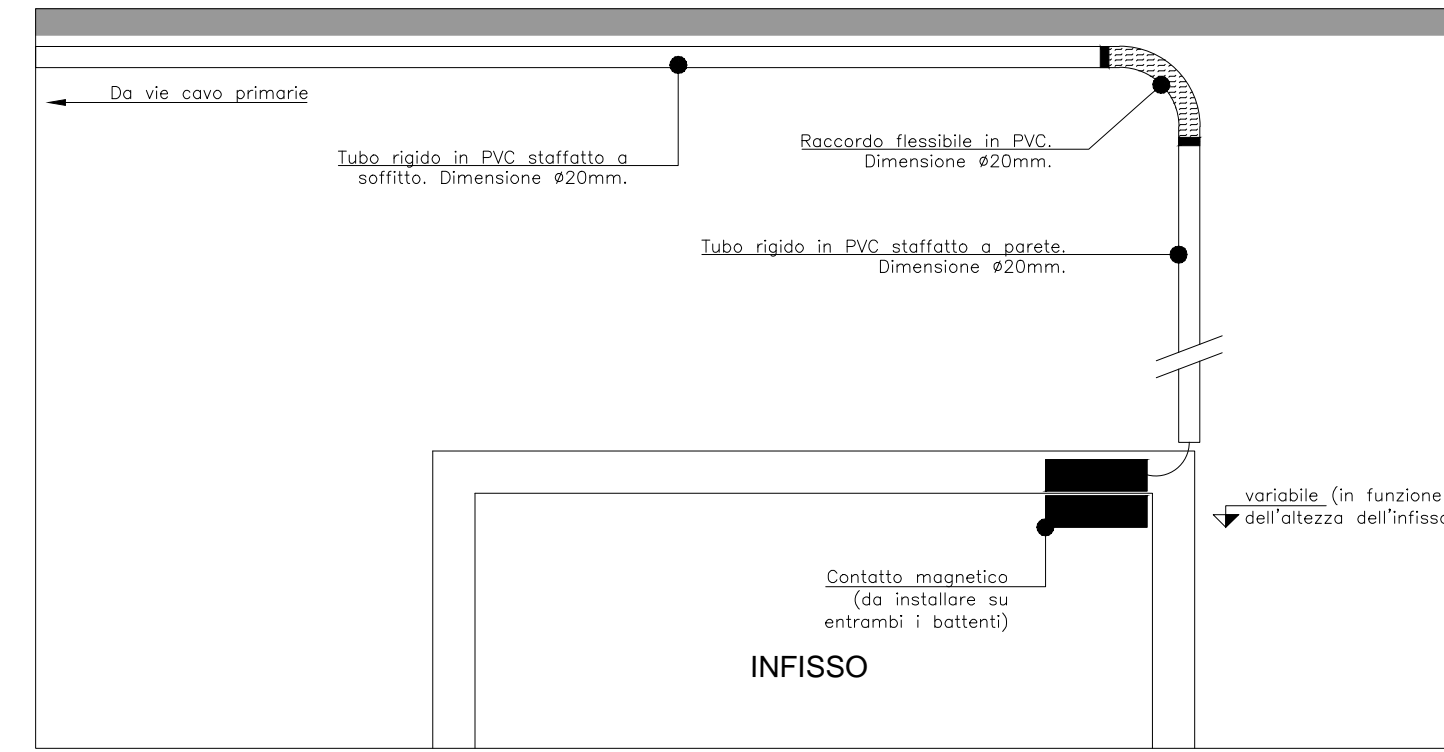 Da vie cavo primarie
Tubo rigido in PVC staffatto a
soffitto. Dimensione ø20mm.
Raccordo flessibile in PVC.
Dimensione ø20mm.
Tubo rigido in PVC staffatto a parete.
Dimensione ø20mm.
variabile (in funzione
dell'altezza dell'infisso
Contatto magnetico
(da installare su
entrambi i battenti)
INFISSO